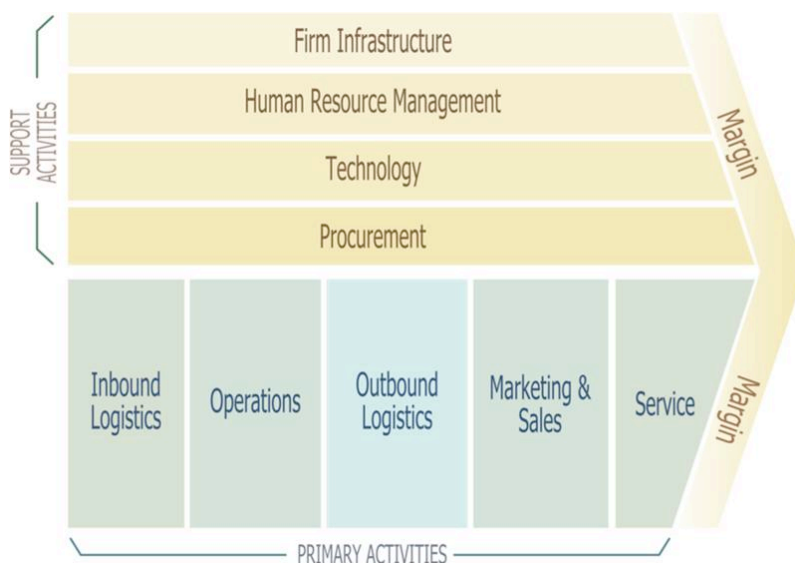 SUPPORT
ACTIVITIES
Firm Infrastructure
Human Resource Management
Technology
Procurement
Margin
Inbound
Logistics
Operations
Outbound
Logistics
Marketing &
Sales
Service
Margin
PRIMARY ACTIVITIES